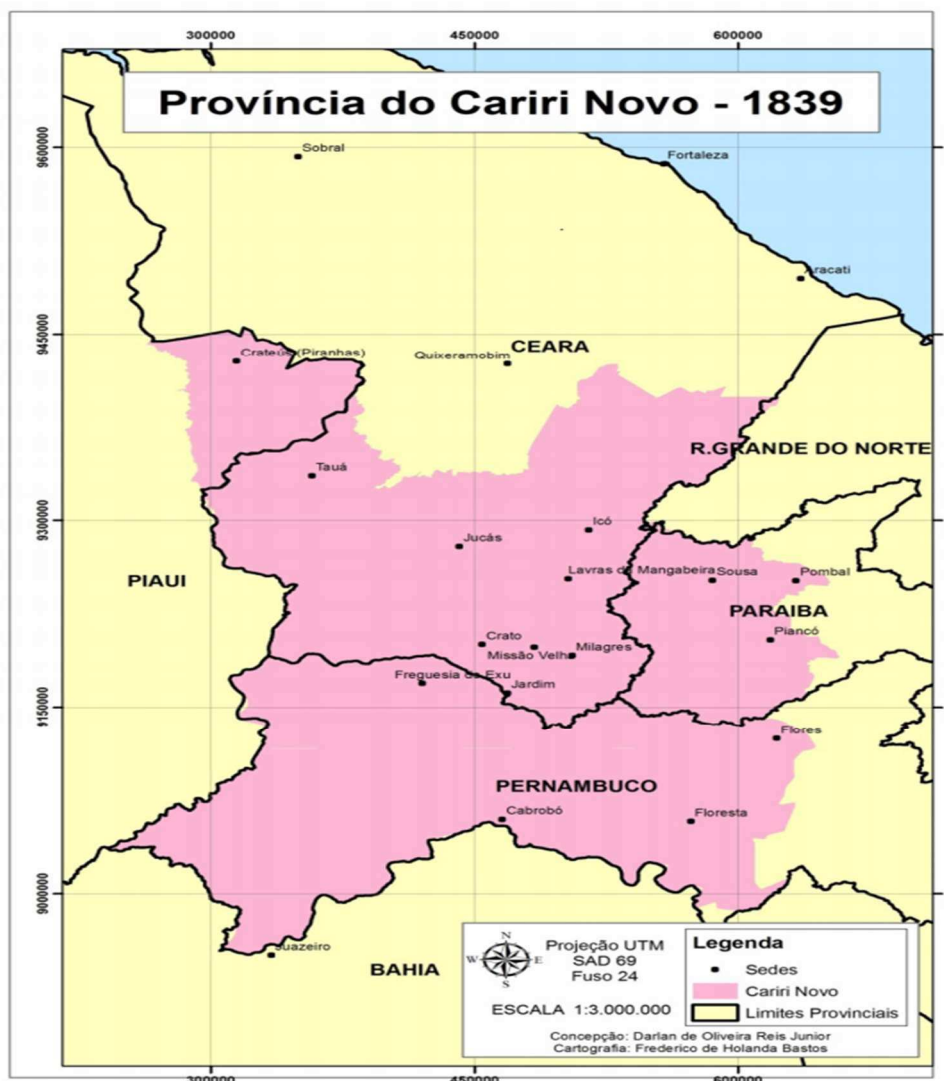 300000 450000 600000
Província do Cariri Novo - 1839
9600000
Sobral
Fortaleza
Aracati
9450000
Crateús (Piranhas)
Quixeramobim
CEARA
R.GRANDE DO NORTE
Tauá
9300000
Icó
Jucás
PIAUI
Lavras da Mangabeira
Sousa
Pombal
PARAIBA
Piancó
Crato
Missão Velha
Milagres
Freguesia de Exu
Jardim
9150000
Flores
PERNAMBUCO
Cabrobó
Floresta
9000000
Juazeiro
BAHIA
N
W E
S
Projeção UTM
SAD 69
Fuso 24
ESCALA 1:3.000.000
Legenda
Sedes
Cariri Novo
Limites Provinciais
Concepção: Darlan de Oliveira Reis Junior
Cartografia: Frederico de Holanda Bastos
300000 450000 600000